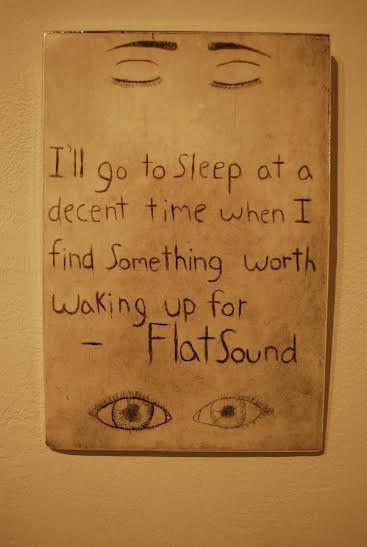 I'll go to Sleep at a
decent time when I
find Something worth
Waking up for
- FlatSound